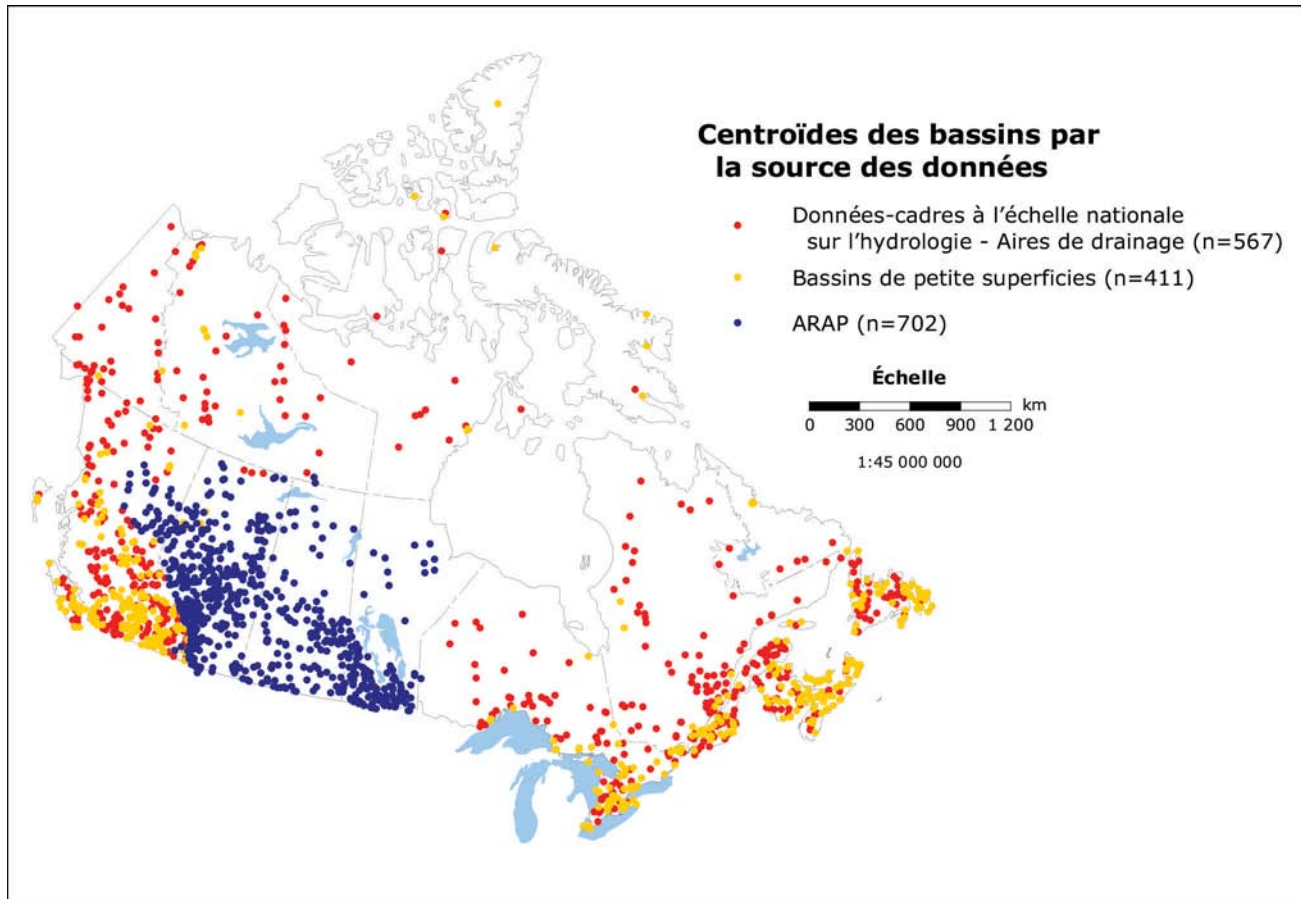 Centroïdes des bassins par
la source des données
Données-cadres à l'échelle nationale
sur l'hydrologie - Aires de drainage (n=567)
Bassins de petite superficies (n=411)
ARAP (n=702)
Échelle
km
0 300 600 900 1 200
1:45 000 000